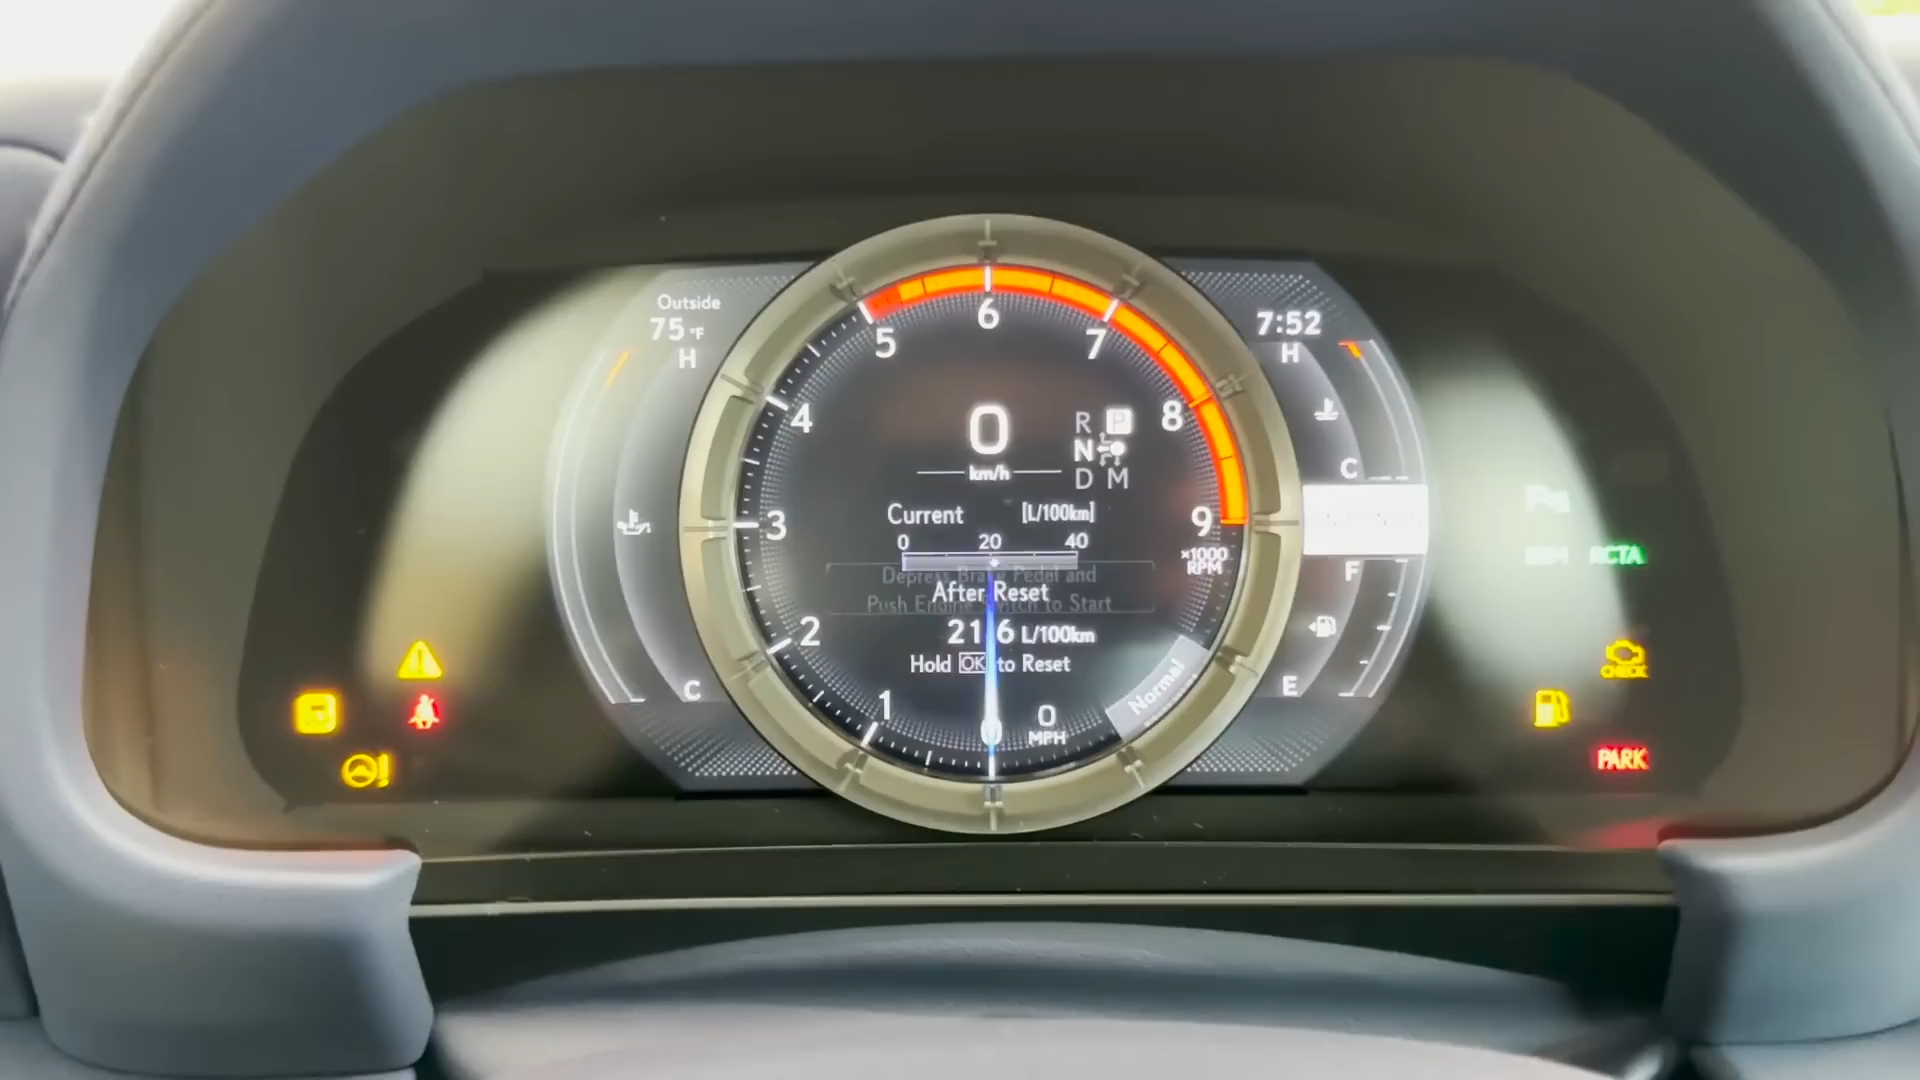 Outside
75 °F
H
C
7:52
H
C
F
E
5
6
7
4
8
3
9
2
1
0
×1000
RPM
0
km/h
R P
N
D M
Current [L/100km]
0 20 40
Depress Brake Pedal and
After Reset
Push Engine Switch to Start
21.6 L/100km
Hold OK to Reset
0
MPH
Normal
RCTA
CHECK
PARK